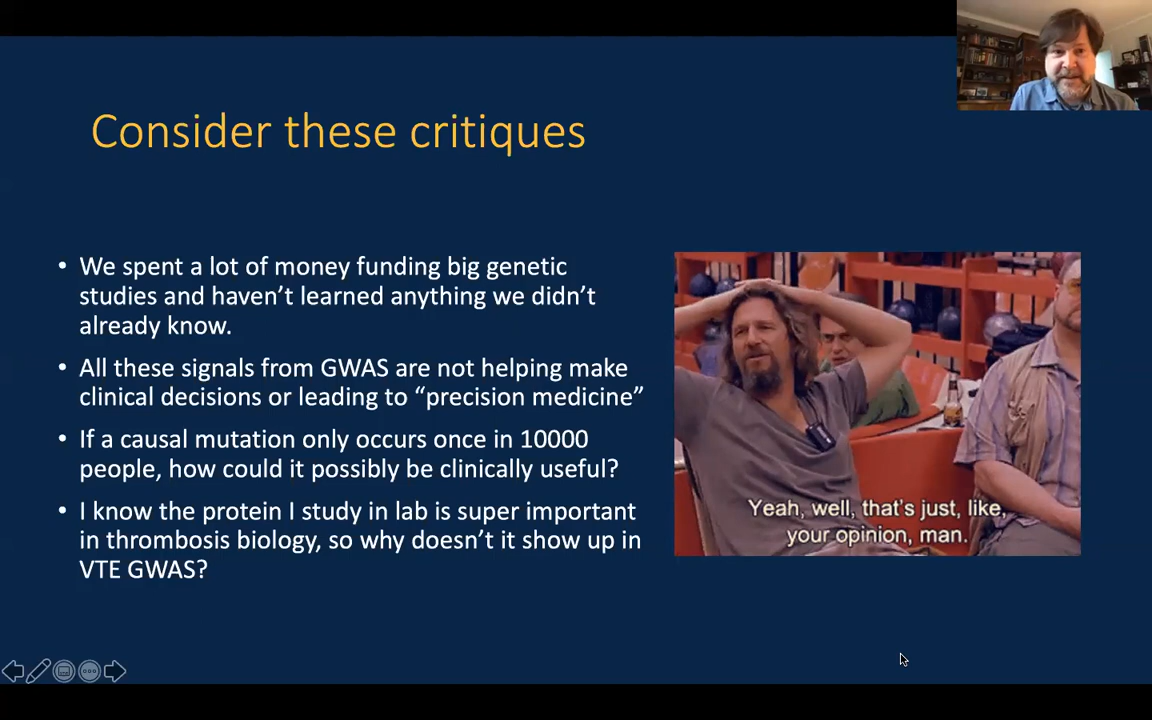 Consider these critiques
• We spent a lot of money funding big genetic
studies and haven’t learned anything we didn’t
already know.
• All these signals from GWAS are not helping make
clinical decisions or leading to “precision medicine”
• If a causal mutation only occurs once in 10000
people, how could it possibly be clinically useful?
• I know the protein I study in lab is super important
in thrombosis biology, so why doesn’t it show up in
VTE GWAS?
Yeah, well, that's just, like,
your opinion, man.